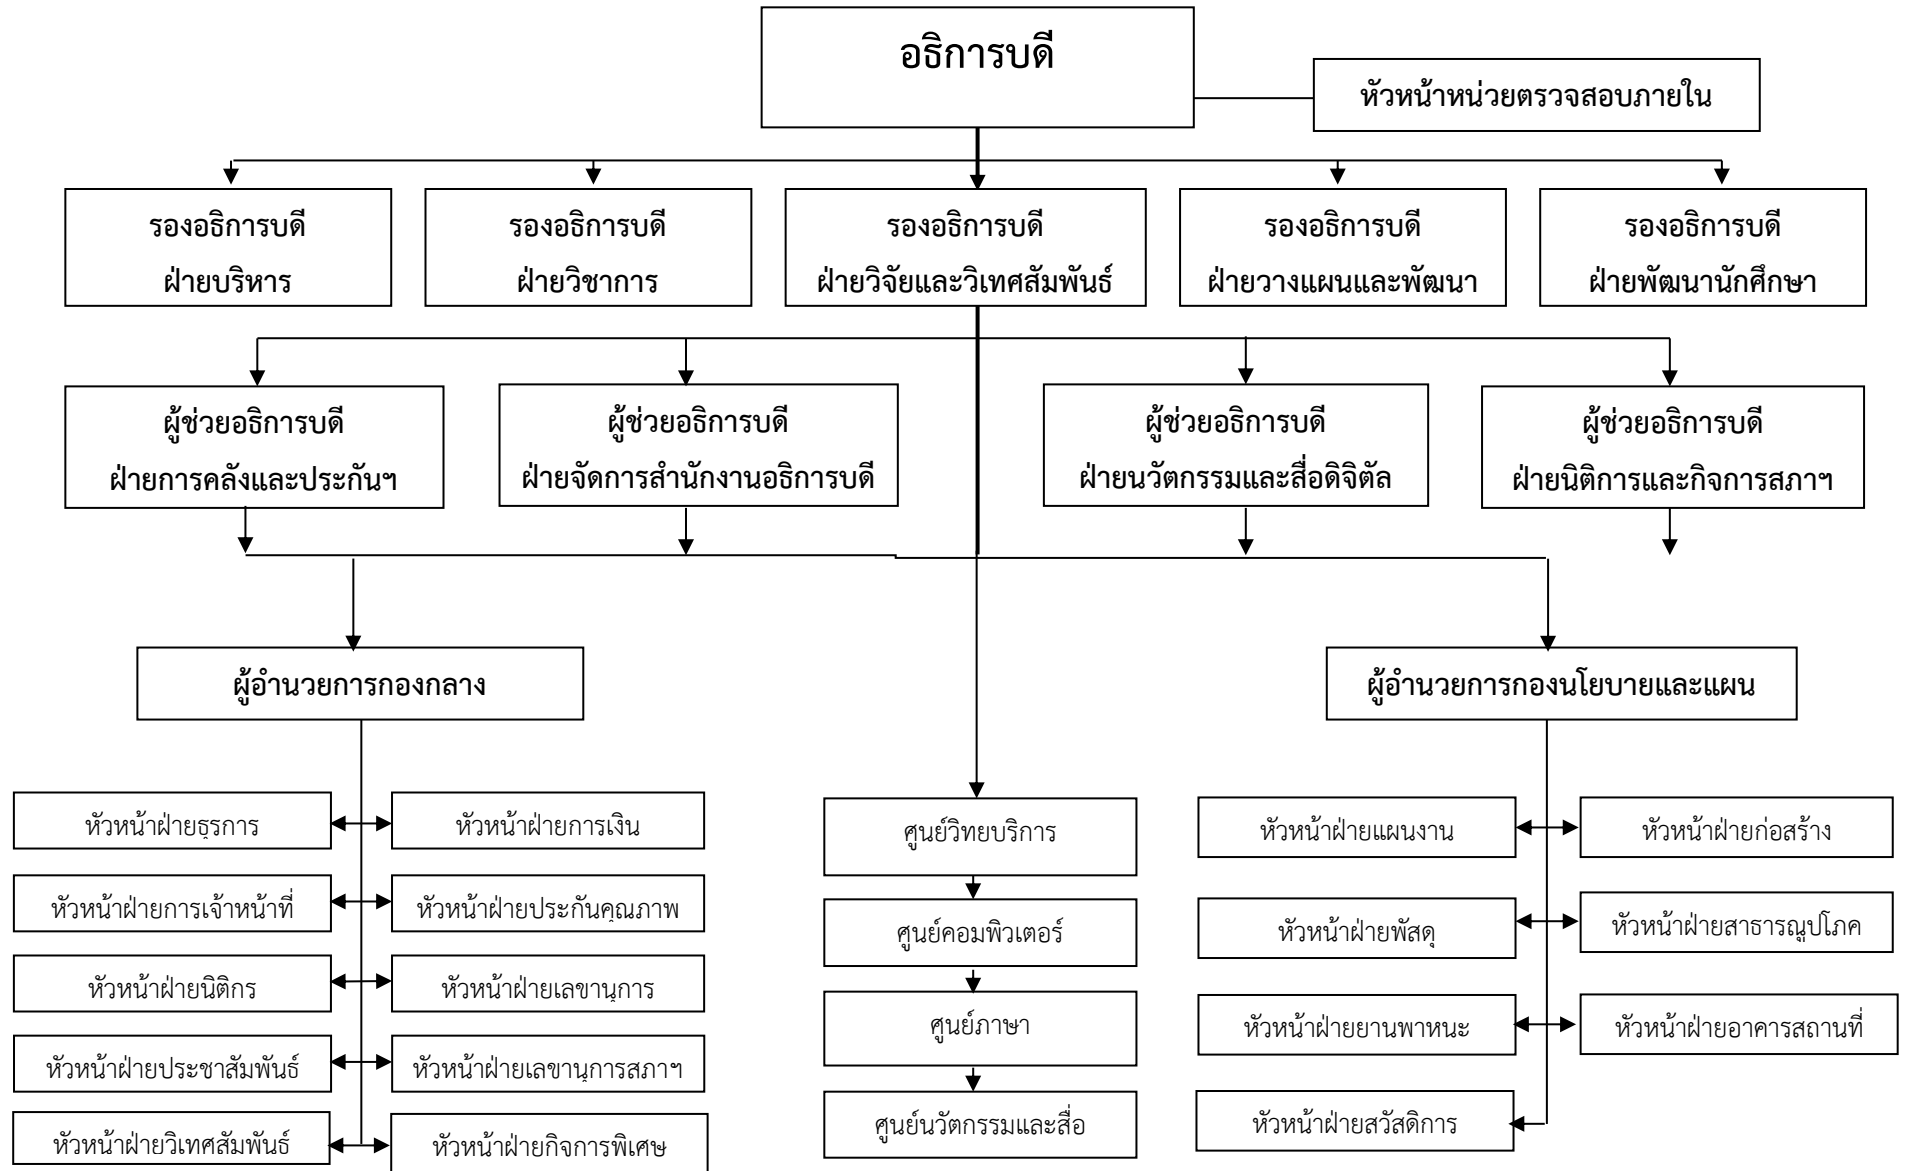 อธิการบดี
หัวหน้าหน่วยตรวจสอบภายใน
รองอธิการบดี
ฝ่ายบริหาร
รองอธิการบดี
ฝ่ายวิชาการ
รองอธิการบดี
ฝ่ายวิจัยและวิเทศสัมพันธ์
รองอธิการบดี
ฝ่ายวางแผนและพัฒนา
รองอธิการบดี
ฝ่ายพัฒนานักศึกษา
ผู้ช่วยอธิการบดี
ฝ่ายการคลังและประกันฯ
ผู้ช่วยอธิการบดี
ฝ่ายจัดการสำนักงานอธิการบดี
ผู้ช่วยอธิการบดี
ฝ่ายนวัตกรรมและสื่อดิจิตัล
ผู้ช่วยอธิการบดี
ฝ่ายนิติการและกิจการสภาฯ
ผู้อำนวยการกองกลาง
ผู้อำนวยการกองนโยบายและแผน
หัวหน้าฝ่ายธุรการ
หัวหน้าฝ่ายการเงิน
หัวหน้าฝ่ายการเจ้าหน้าที่
หัวหน้าฝ่ายประกันคุณภาพ
หัวหน้าฝ่ายนิติกร
หัวหน้าฝ่ายเลขานุการ
หัวหน้าฝ่ายประชาสัมพันธ์
หัวหน้าฝ่ายเลขานุการสภาฯ
หัวหน้าฝ่ายวิเทศสัมพันธ์
หัวหน้าฝ่ายกิจการพิเศษ
ศูนย์วิทยบริการ
ศูนย์คอมพิวเตอร์
ศูนย์ภาษา
ศูนย์นวัตกรรมและสื่อ
หัวหน้าฝ่ายแผนงาน
หัวหน้าฝ่ายก่อสร้าง
หัวหน้าฝ่ายพัสดุ
หัวหน้าฝ่ายสาธารณูปโภค
หัวหน้าฝ่ายยานพาหนะ
หัวหน้าฝ่ายอาคารสถานที่
หัวหน้าฝ่ายสวัสดิการ